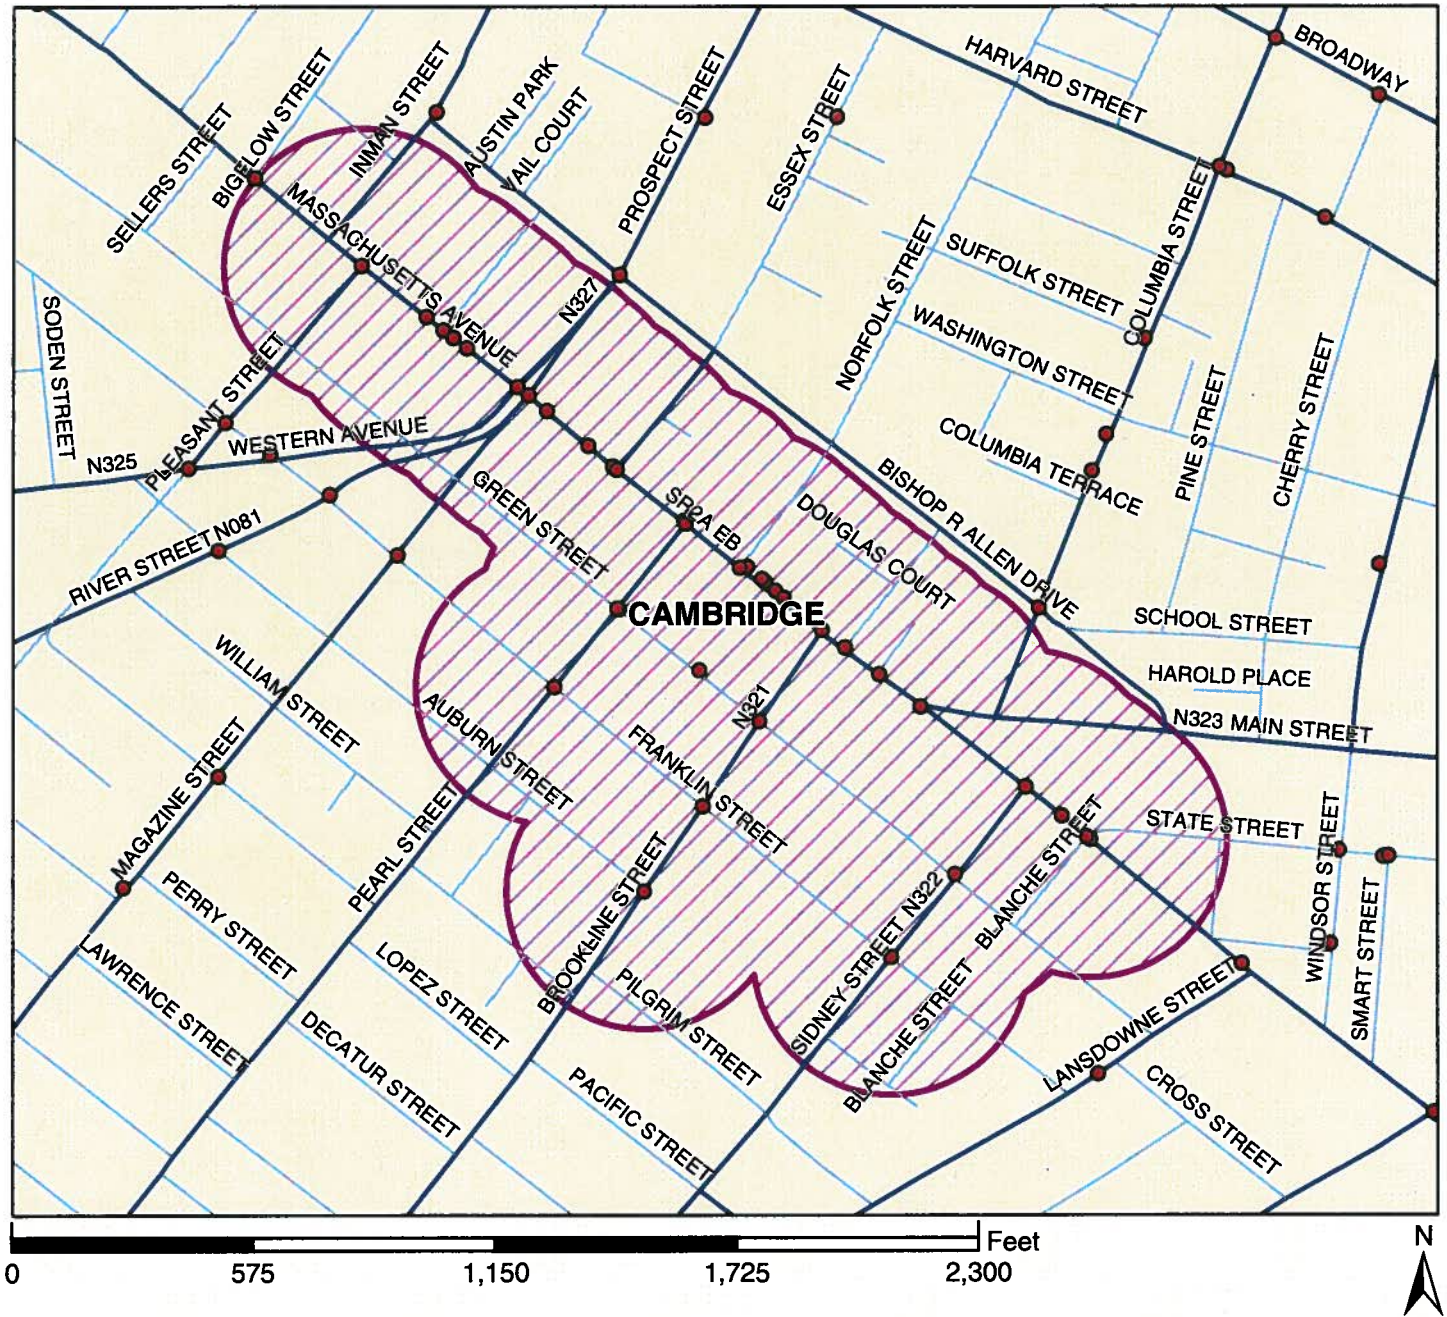 BROADWAY
HARVARD STREET
INMAN STREET
BIGELOW STREET
SELLERS STREET
AUSTIN PARK
VAIL COURT
PROSPECT STREET
ESSEX STREET
COLUMBIA STREET
NORFOLK STREET
SUFFOLK STREET
WASHINGTON STREET
MASSACHUSETTS AVENUE
N327
SODEN STREET
PLEASANT STREET
WESTERN AVENUE
N325
PINE STREET
CHERRY STREET
COLUMBIA TERRACE
BISHOP R ALLEN DRIVE
GREEN STREET
SR2A EB
DOUGLAS COURT
RIVER STREET N081
CAMBRIDGE
SCHOOL STREET
HAROLD PLACE
N323 MAIN STREET
WILLIAM STREET
AUBURN STREET
N321
FRANKLIN STREET
MAGAZINE STREET
PEARL STREET
STATE STREET
WINDSOR STREET
SMART STREET
BLANCHE STREET
SIDNEY STREET N322
BROOKLINE STREET
PERRY STREET
LAWRENCE STREET
LOPEZ STREET
DECATUR STREET
PILGRIM STREET
PACIFIC STREET
BLANCHE STREET
LANSDOWNE STREET
CROSS STREET
0 575 1,150 1,725 2,300 Feet
N